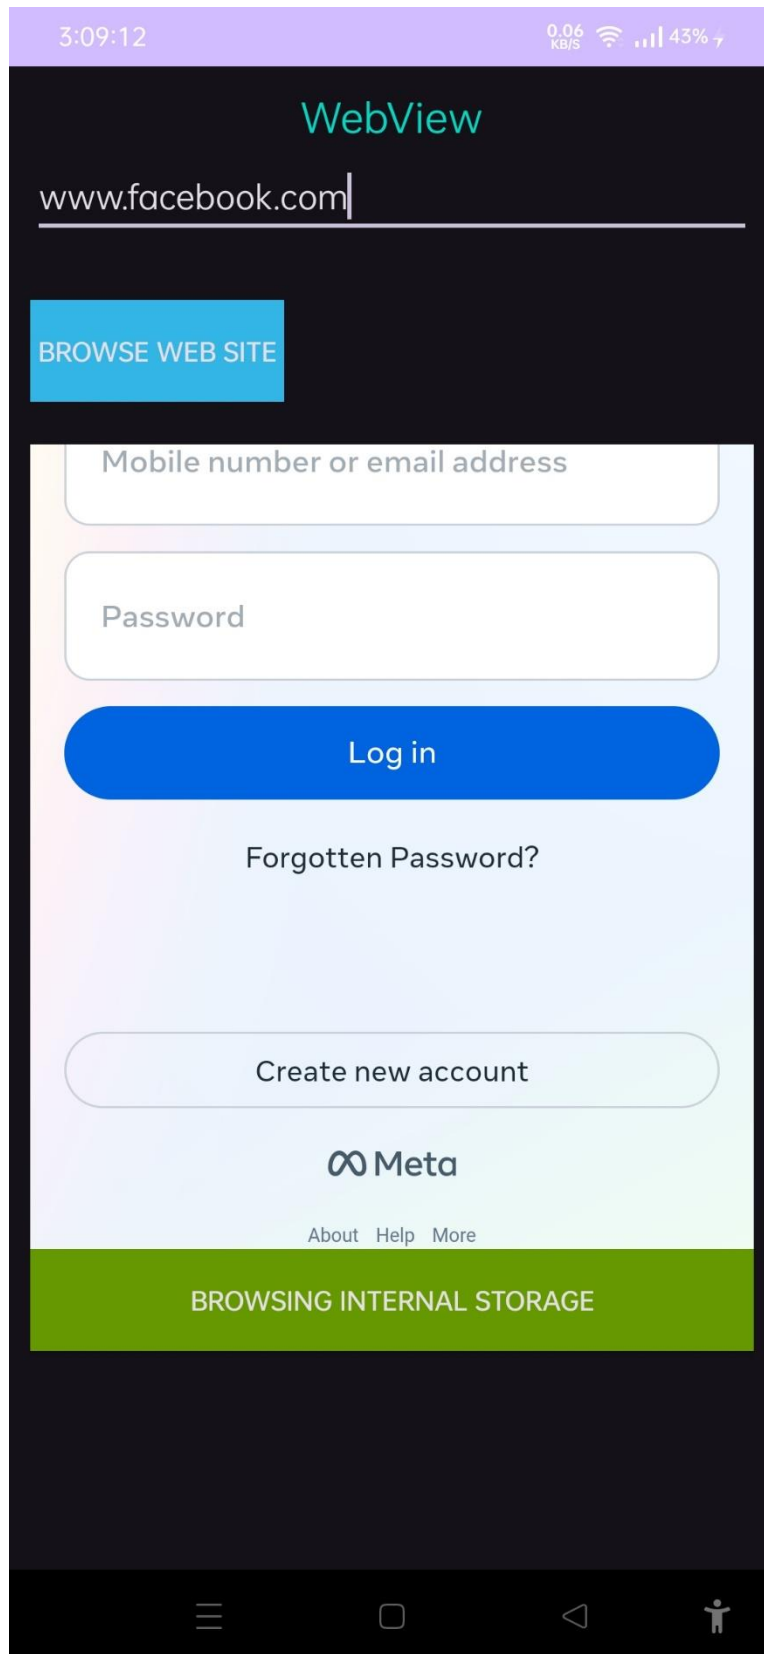 3:09:12 0.06 KB/S 43%
WebView
www.facebook.com
BROWSE WEB SITE
Mobile number or email address
Password
Log in
Forgotten Password?
Create new account
Meta
About Help More
BROWSING INTERNAL STORAGE